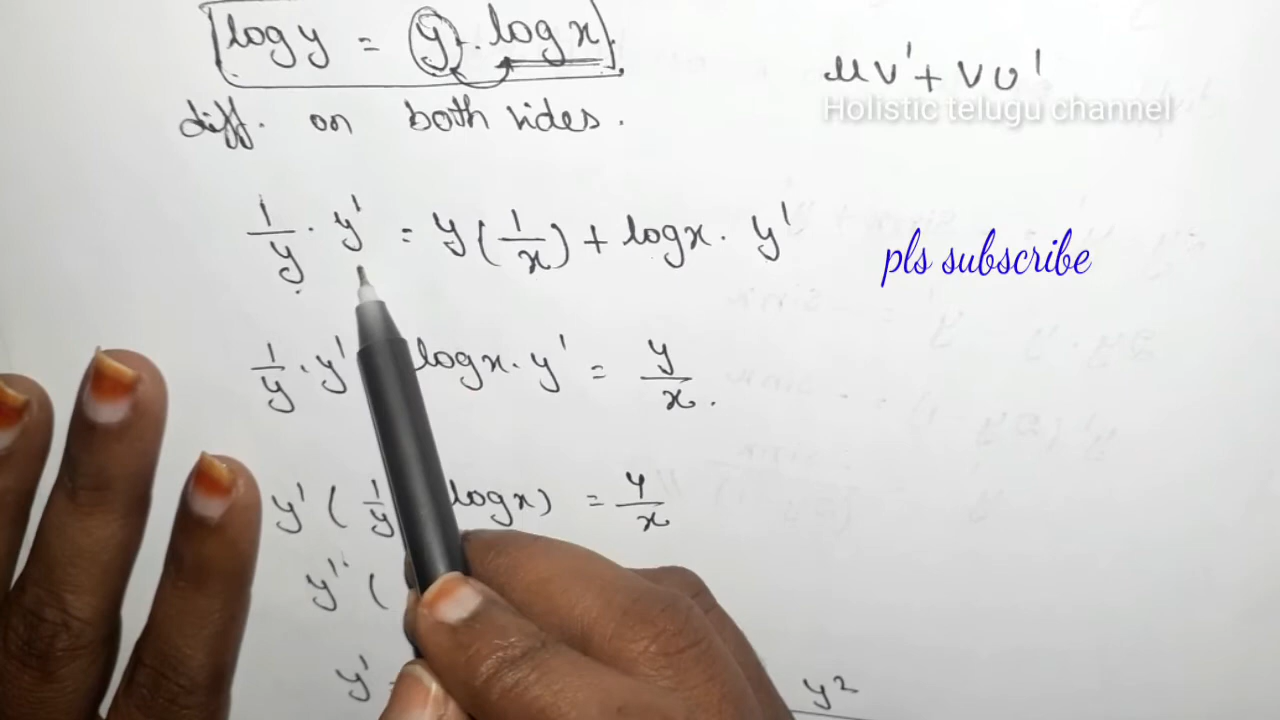 log y = y . log x
uv' + vu'
Holistic telugu channel
diff. on both sides.
1/y . y' = y (1/x) + log x . y'
pls subscribe
1/y . y' log x . y' = y/x .
y' ( 1/y log x) = y/x
y' (
y'
y2